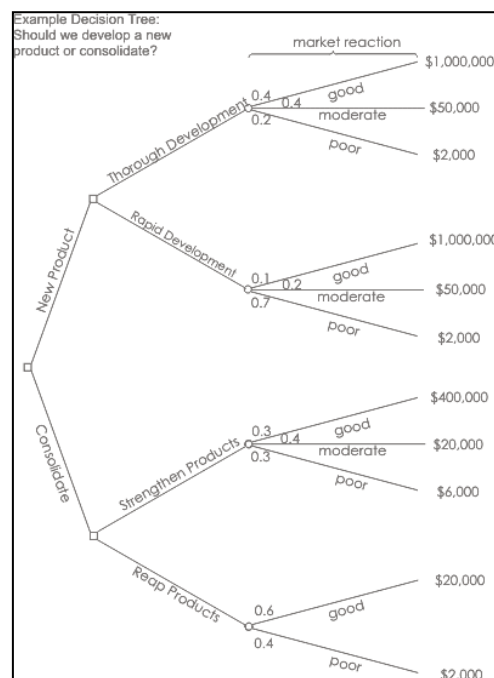 Example Decision Tree:
Should we develop a new
product or consolidate?
market reaction
$1,000,000
0.4
good
0.4
Thorough Development
moderate
$50,000
0.2
poor
$2,000
Rapid Development
New Product
$1,000,000
0.1
good
0.2
moderate
$50,000
0.7
poor
$2,000
$400,000
0.3
good
0.4
Strengthen Products
moderate
$20,000
0.3
poor
$6,000
Consolidate
Reap Products
$20,000
0.6
good
0.4
poor
$2,000